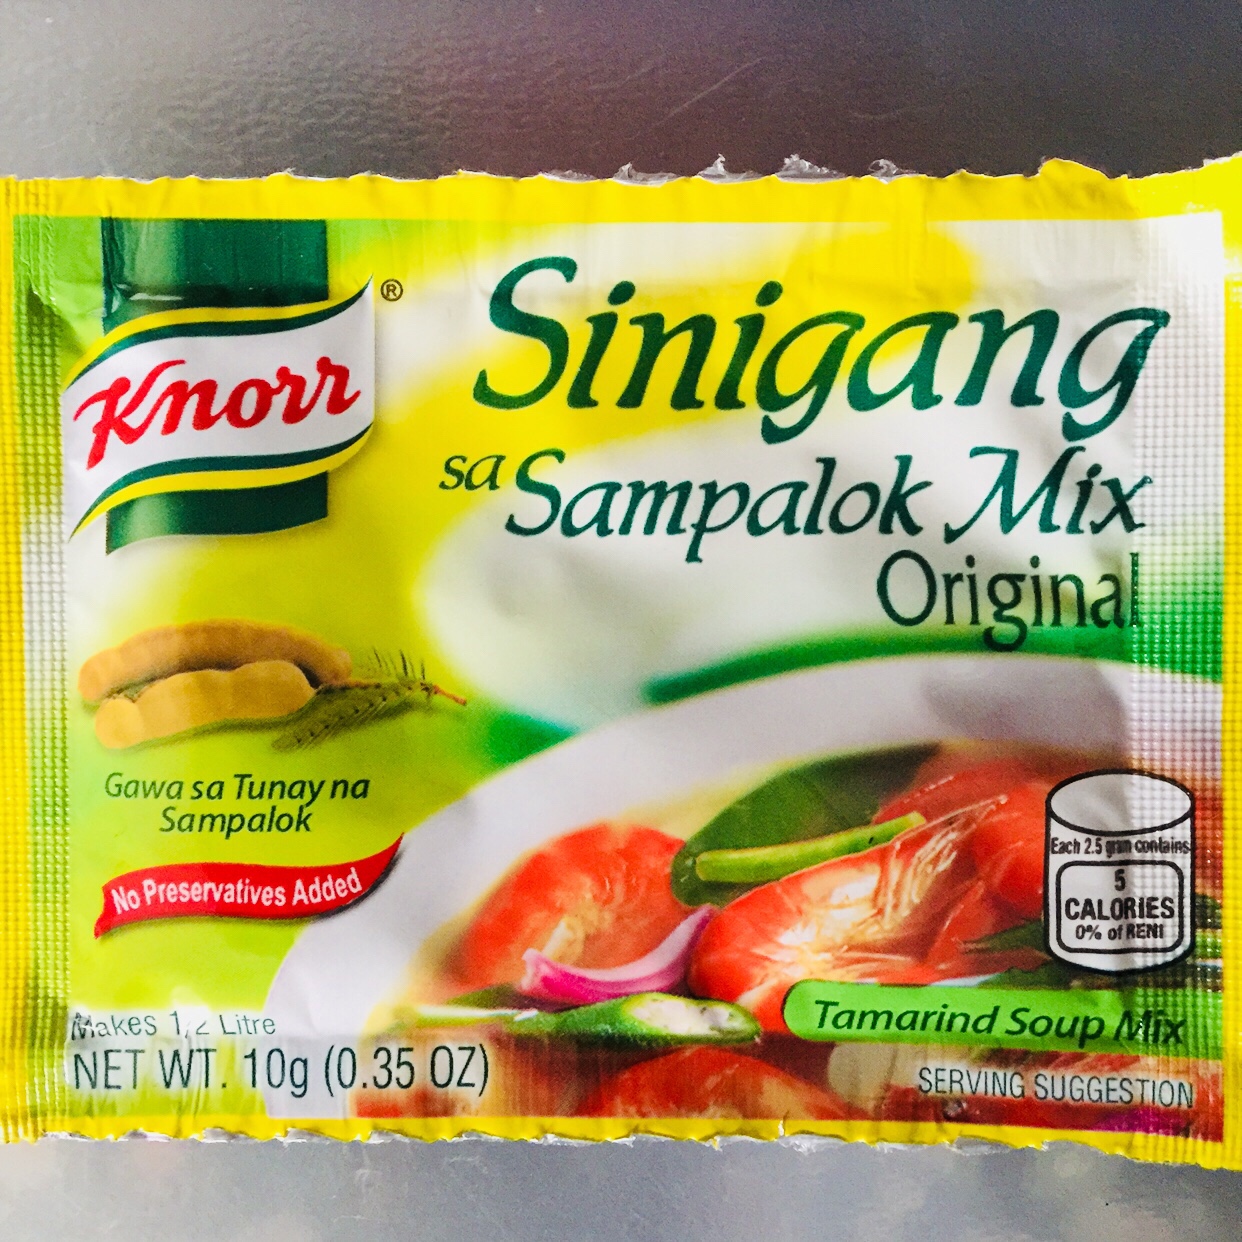 Knorr®
Sinigang
sa Sampalok Mix
Original
Gawa sa Tunay na
Sampalok
No Preservatives Added
Each 2.5 gram contains
5
CALORIES
0% of RENI
Tamarind Soup Mix
Makes 1/2 Litre
NET WT. 10g (0.35 OZ)
SERVING SUGGESTION